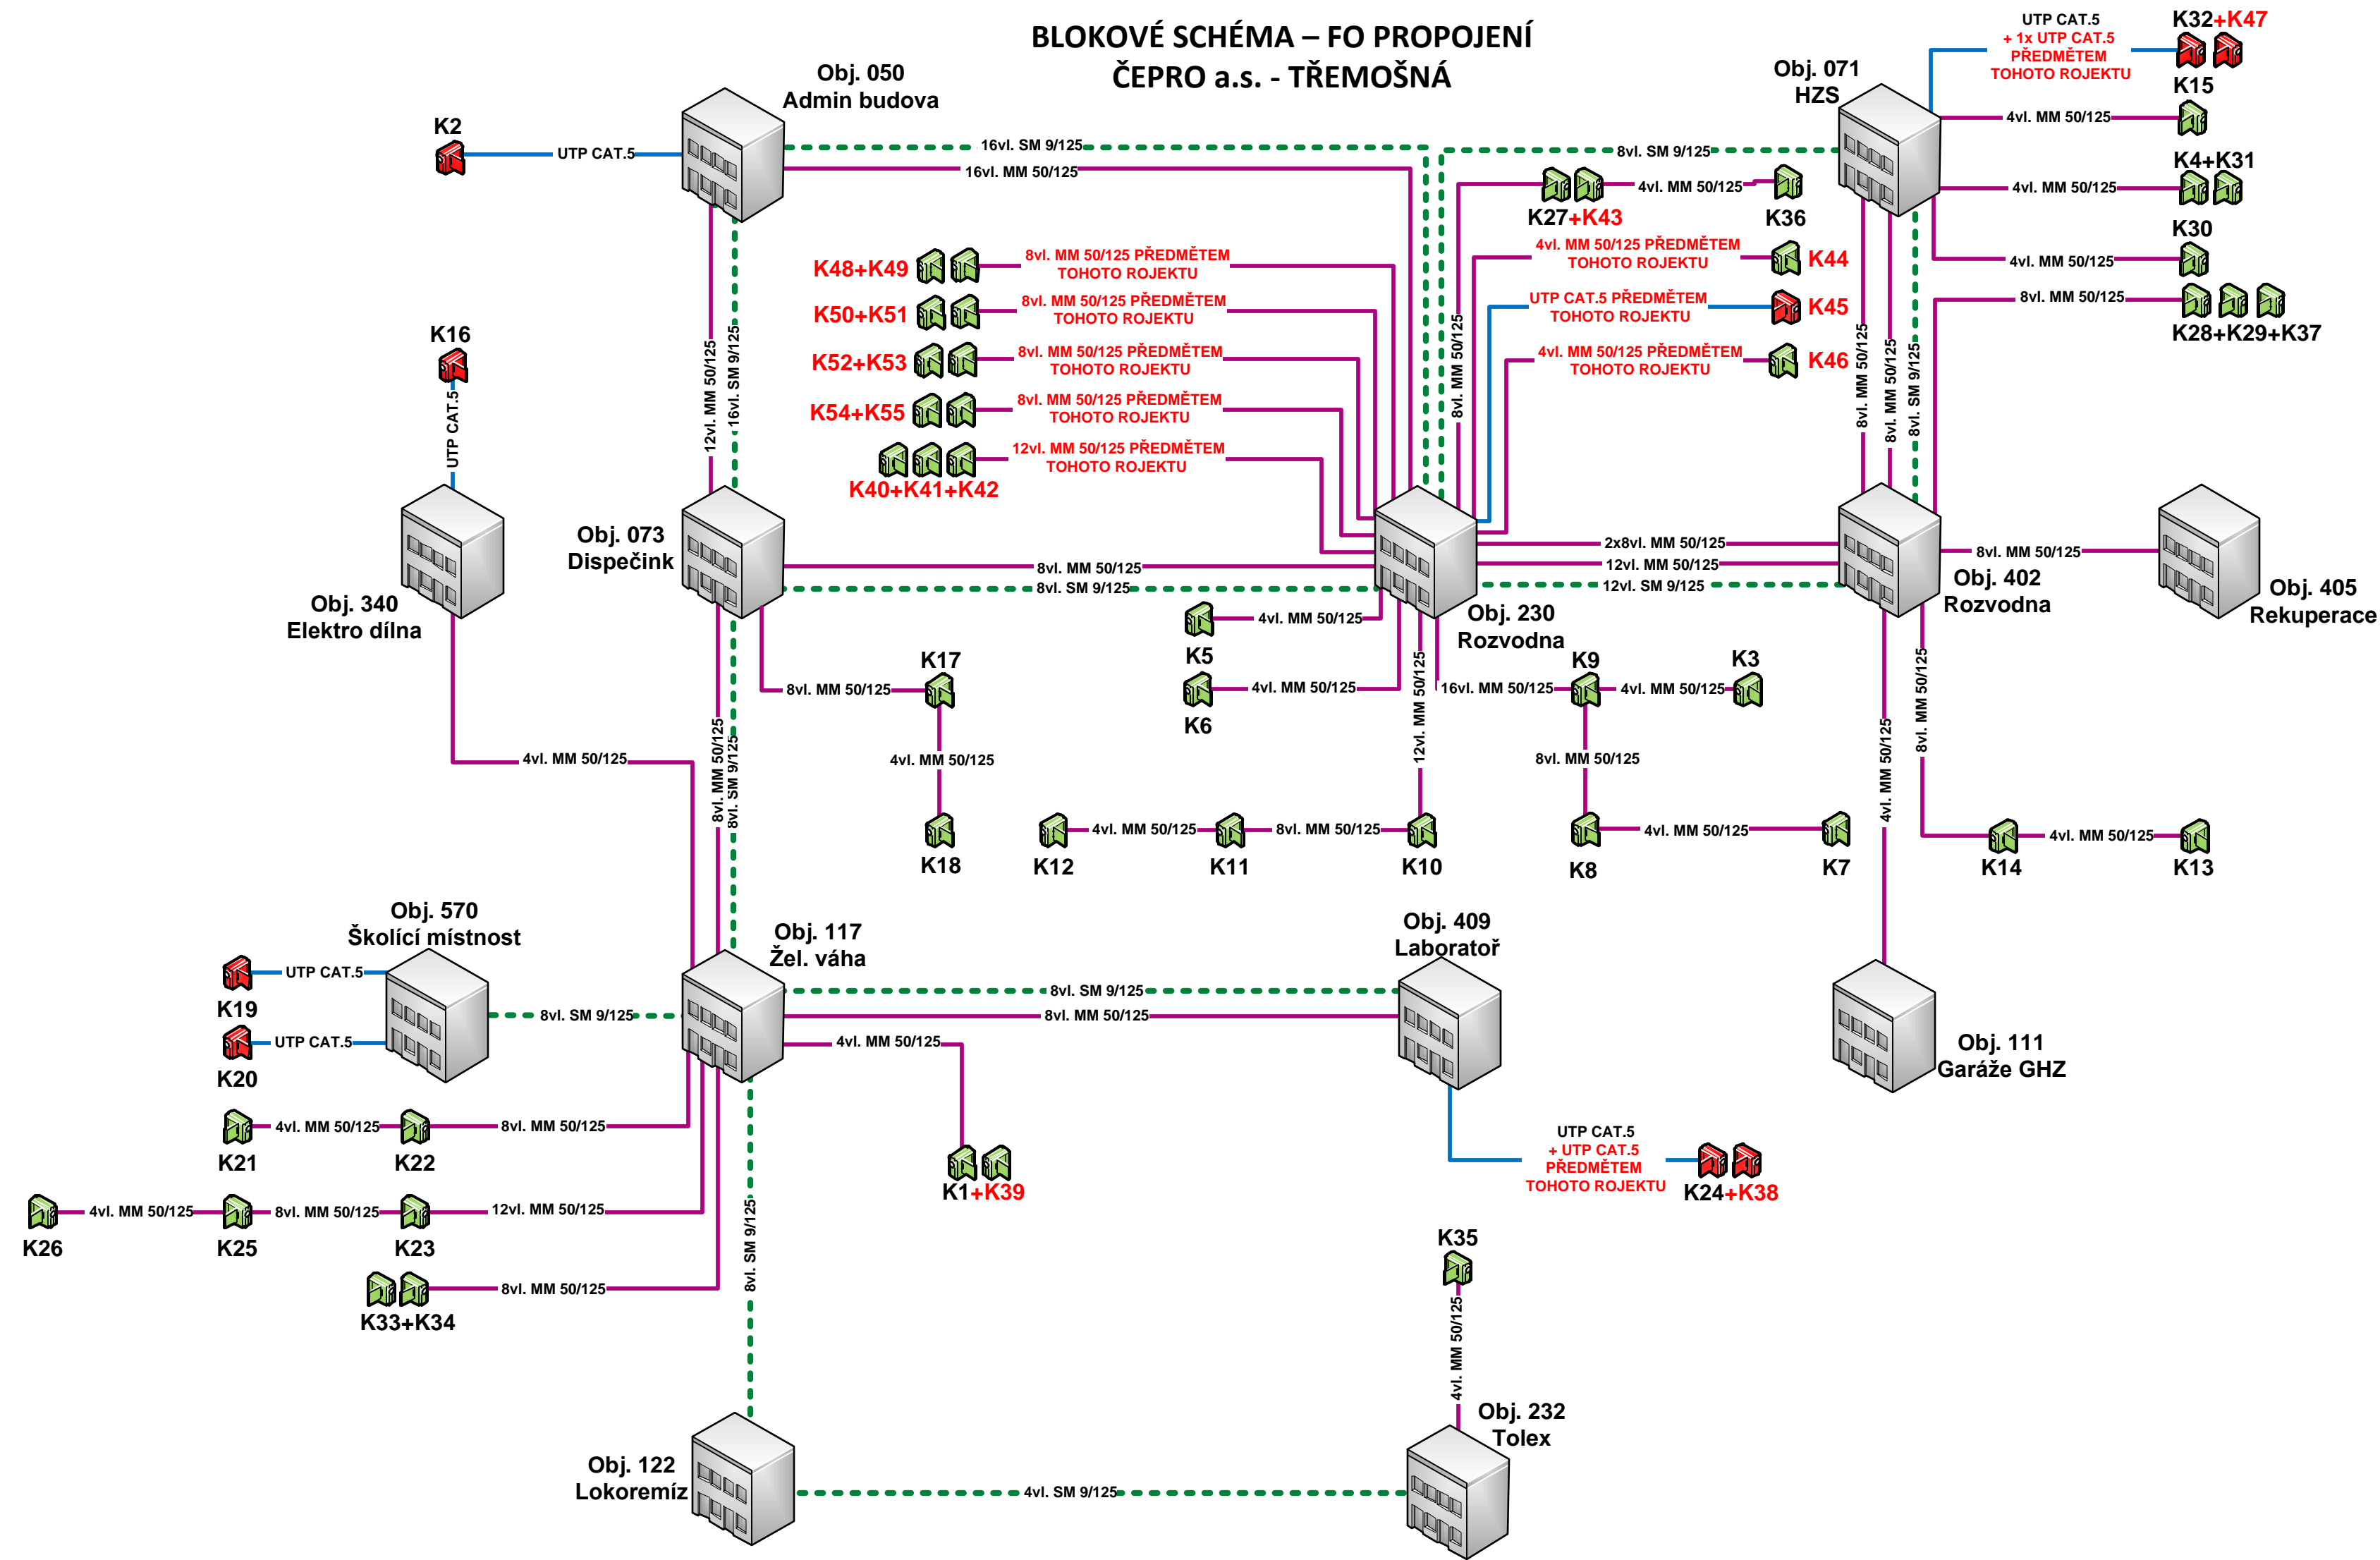 BLOKOVÉ SCHÉMA – FO PROPOJENÍ
ČEPRO a.s. - TŘEMOŠNÁ
Obj. 050
Admin budova
K2
UTP CAT.5
16vl. SM 9/125
16vl. MM 50/125
12vl. MM 50/125
16vl. SM 9/125
Obj. 071
HZS
8vl. SM 9/125
UTP CAT.5
+ 1x UTP CAT.5
PŘEDMĚTEM
TOHOTO ROJEKTU
K32+K47
K15
4vl. MM 50/125
K4+K31
4vl. MM 50/125
K30
4vl. MM 50/125
8vl. MM 50/125
K28+K29+K37
8vl. MM 50/125
8vl. MM 50/125
8vl. SM 9/125
K27+K43
4vl. MM 50/125
K36
8vl. MM 50/125
4vl. MM 50/125 PŘEDMĚTEM
TOHOTO ROJEKTU
K44
UTP CAT.5 PŘEDMĚTEM
TOHOTO ROJEKTU
K45
4vl. MM 50/125 PŘEDMĚTEM
TOHOTO ROJEKTU
K46
K48+K49
8vl. MM 50/125 PŘEDMĚTEM
TOHOTO ROJEKTU
K50+K51
8vl. MM 50/125 PŘEDMĚTEM
TOHOTO ROJEKTU
K52+K53
8vl. MM 50/125 PŘEDMĚTEM
TOHOTO ROJEKTU
K54+K55
8vl. MM 50/125 PŘEDMĚTEM
TOHOTO ROJEKTU
12vl. MM 50/125 PŘEDMĚTEM
TOHOTO ROJEKTU
K40+K41+K42
K16
UTP CAT.5
Obj. 340
Elektro dílna
4vl. MM 50/125
Obj. 073
Dispečink
8vl. MM 50/125
8vl. SM 9/125
Obj. 230
Rozvodna
2x8vl. MM 50/125
12vl. MM 50/125
12vl. SM 9/125
Obj. 402
Rozvodna
8vl. MM 50/125
Obj. 405
Rekuperace
8vl. MM 50/125
K17
4vl. MM 50/125
K18
8vl. MM 50/125
8vl. SM 9/125
4vl. MM 50/125
K5
4vl. MM 50/125
K6
12vl. MM 50/125
16vl. MM 50/125
K9
4vl. MM 50/125
K3
8vl. MM 50/125
K12
4vl. MM 50/125
K11
8vl. MM 50/125
K10
K8
4vl. MM 50/125
K7
4vl. MM 50/125
8vl. MM 50/125
K14
4vl. MM 50/125
K13
Obj. 570
Školící místnost
UTP CAT.5
K19
UTP CAT.5
K20
8vl. SM 9/125
Obj. 117
Žel. váha
8vl. SM 9/125
8vl. MM 50/125
4vl. MM 50/125
K1+K39
Obj. 409
Laboratoř
UTP CAT.5
+ UTP CAT.5
PŘEDMĚTEM
TOHOTO ROJEKTU
K24+K38
Obj. 111
Garáže GHZ
K21
4vl. MM 50/125
K22
8vl. MM 50/125
K26
4vl. MM 50/125
K25
8vl. MM 50/125
K23
12vl. MM 50/125
K33+K34
8vl. MM 50/125
8vl. SM 9/125
K35
4vl. MM 50/125
Obj. 122
Lokoremíz
4vl. SM 9/125
Obj. 232
Tolex